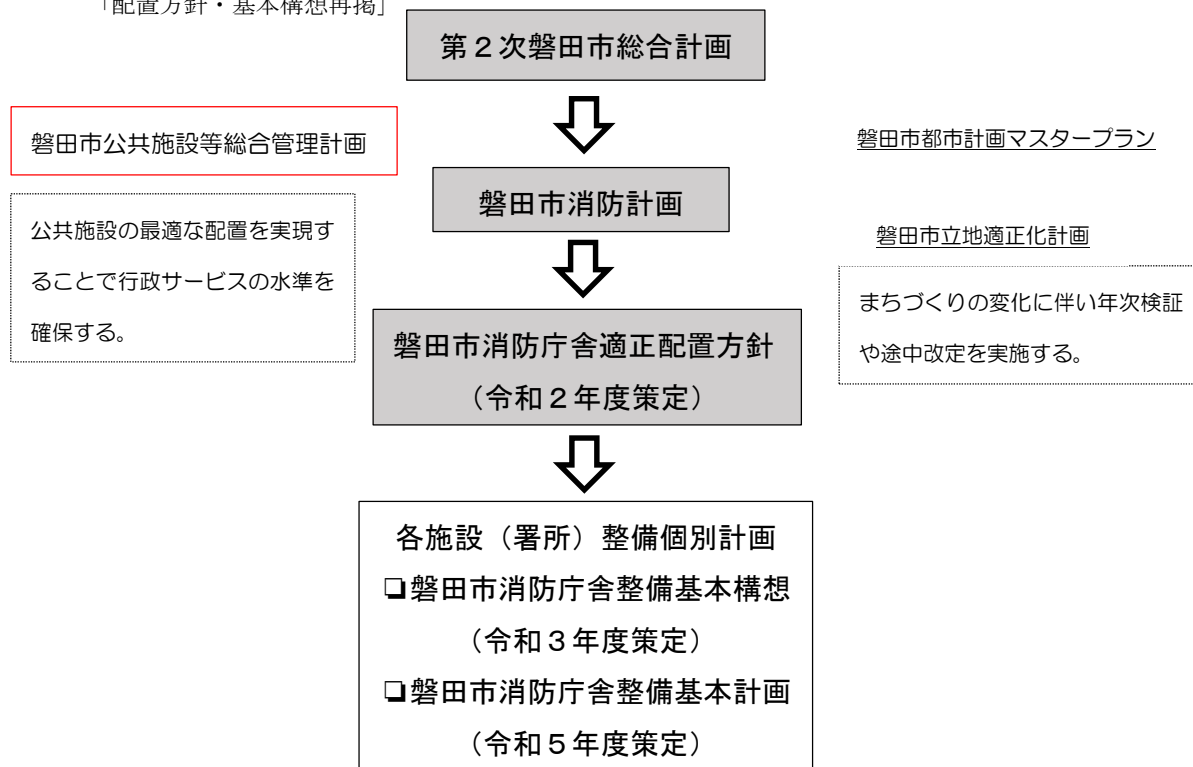 「配置方針・基本構想再掲」
第２次磐田市総合計画
磐田市公共施設等総合管理計画
磐田市都市計画マスタープラン
磐田市消防計画
公共施設の最適な配置を実現す
ることで行政サービスの水準を
確保する。
磐田市立地適正化計画
まちづくりの変化に伴い年次検証
や途中改定を実施する。
磐田市消防庁舎適正配置方針
（令和２年度策定）
各施設（署所）整備個別計画
❏磐田市消防庁舎整備基本構想
（令和３年度策定）
❏磐田市消防庁舎整備基本計画
（令和５年度策定）